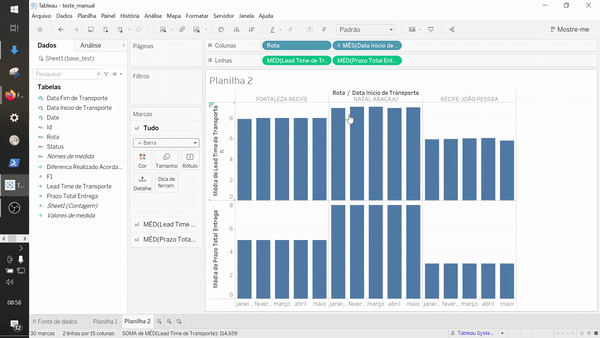 Tableau - teste_manual
Arquivo Dados Planilha Painel História Análise Mapa Formatar Servidor Janela Ajuda
Padrão
Mostre-me
Dados
Análise
Sheet1 (base_test)
Pesquisar
Tabelas
Data Fim de Transporte
Data Inicio de Transporte
Date
Id
Rota
Status
Nomes de medida
Diferenca Realizado Acorda...
F1
Lead Time de Transporte
Prazo Total Entrega
Sheet1 (Contagem)
Valores de medida
Páginas
Filtros
Marcas
Tudo
Barra
Cor
Tamanho
Rótulo
Detalhe
Dica de ferram.
MÉD(Lead Time ...
MÉD(Prazo Tota...
Colunas
Rota
MÊS(Data Inicio de ...
Linhas
MÉD(Lead Time de Tr...
MÉD(Prazo Total Ent...
Planilha 2
Rota / Data Inicio de Transporte
FORTALEZA-RECIFE
NATAL-ARACAJU
RECIFE-JOÃO PESSOA
Média de Lead Time de Transporte
8
6
4
2
0
Média de Prazo Total Entrega
8
6
4
2
0
janei... fever... março abril maio
janei... fever... março abril maio
janei... fever... março abril maio
Fonte de dados
Planilha 1
Planilha 2
30 marcas
2 linhas por 15 colunas
SOMA de MÉD(Lead Time de Transporte): 114,659
Tableau Syste...
08:58